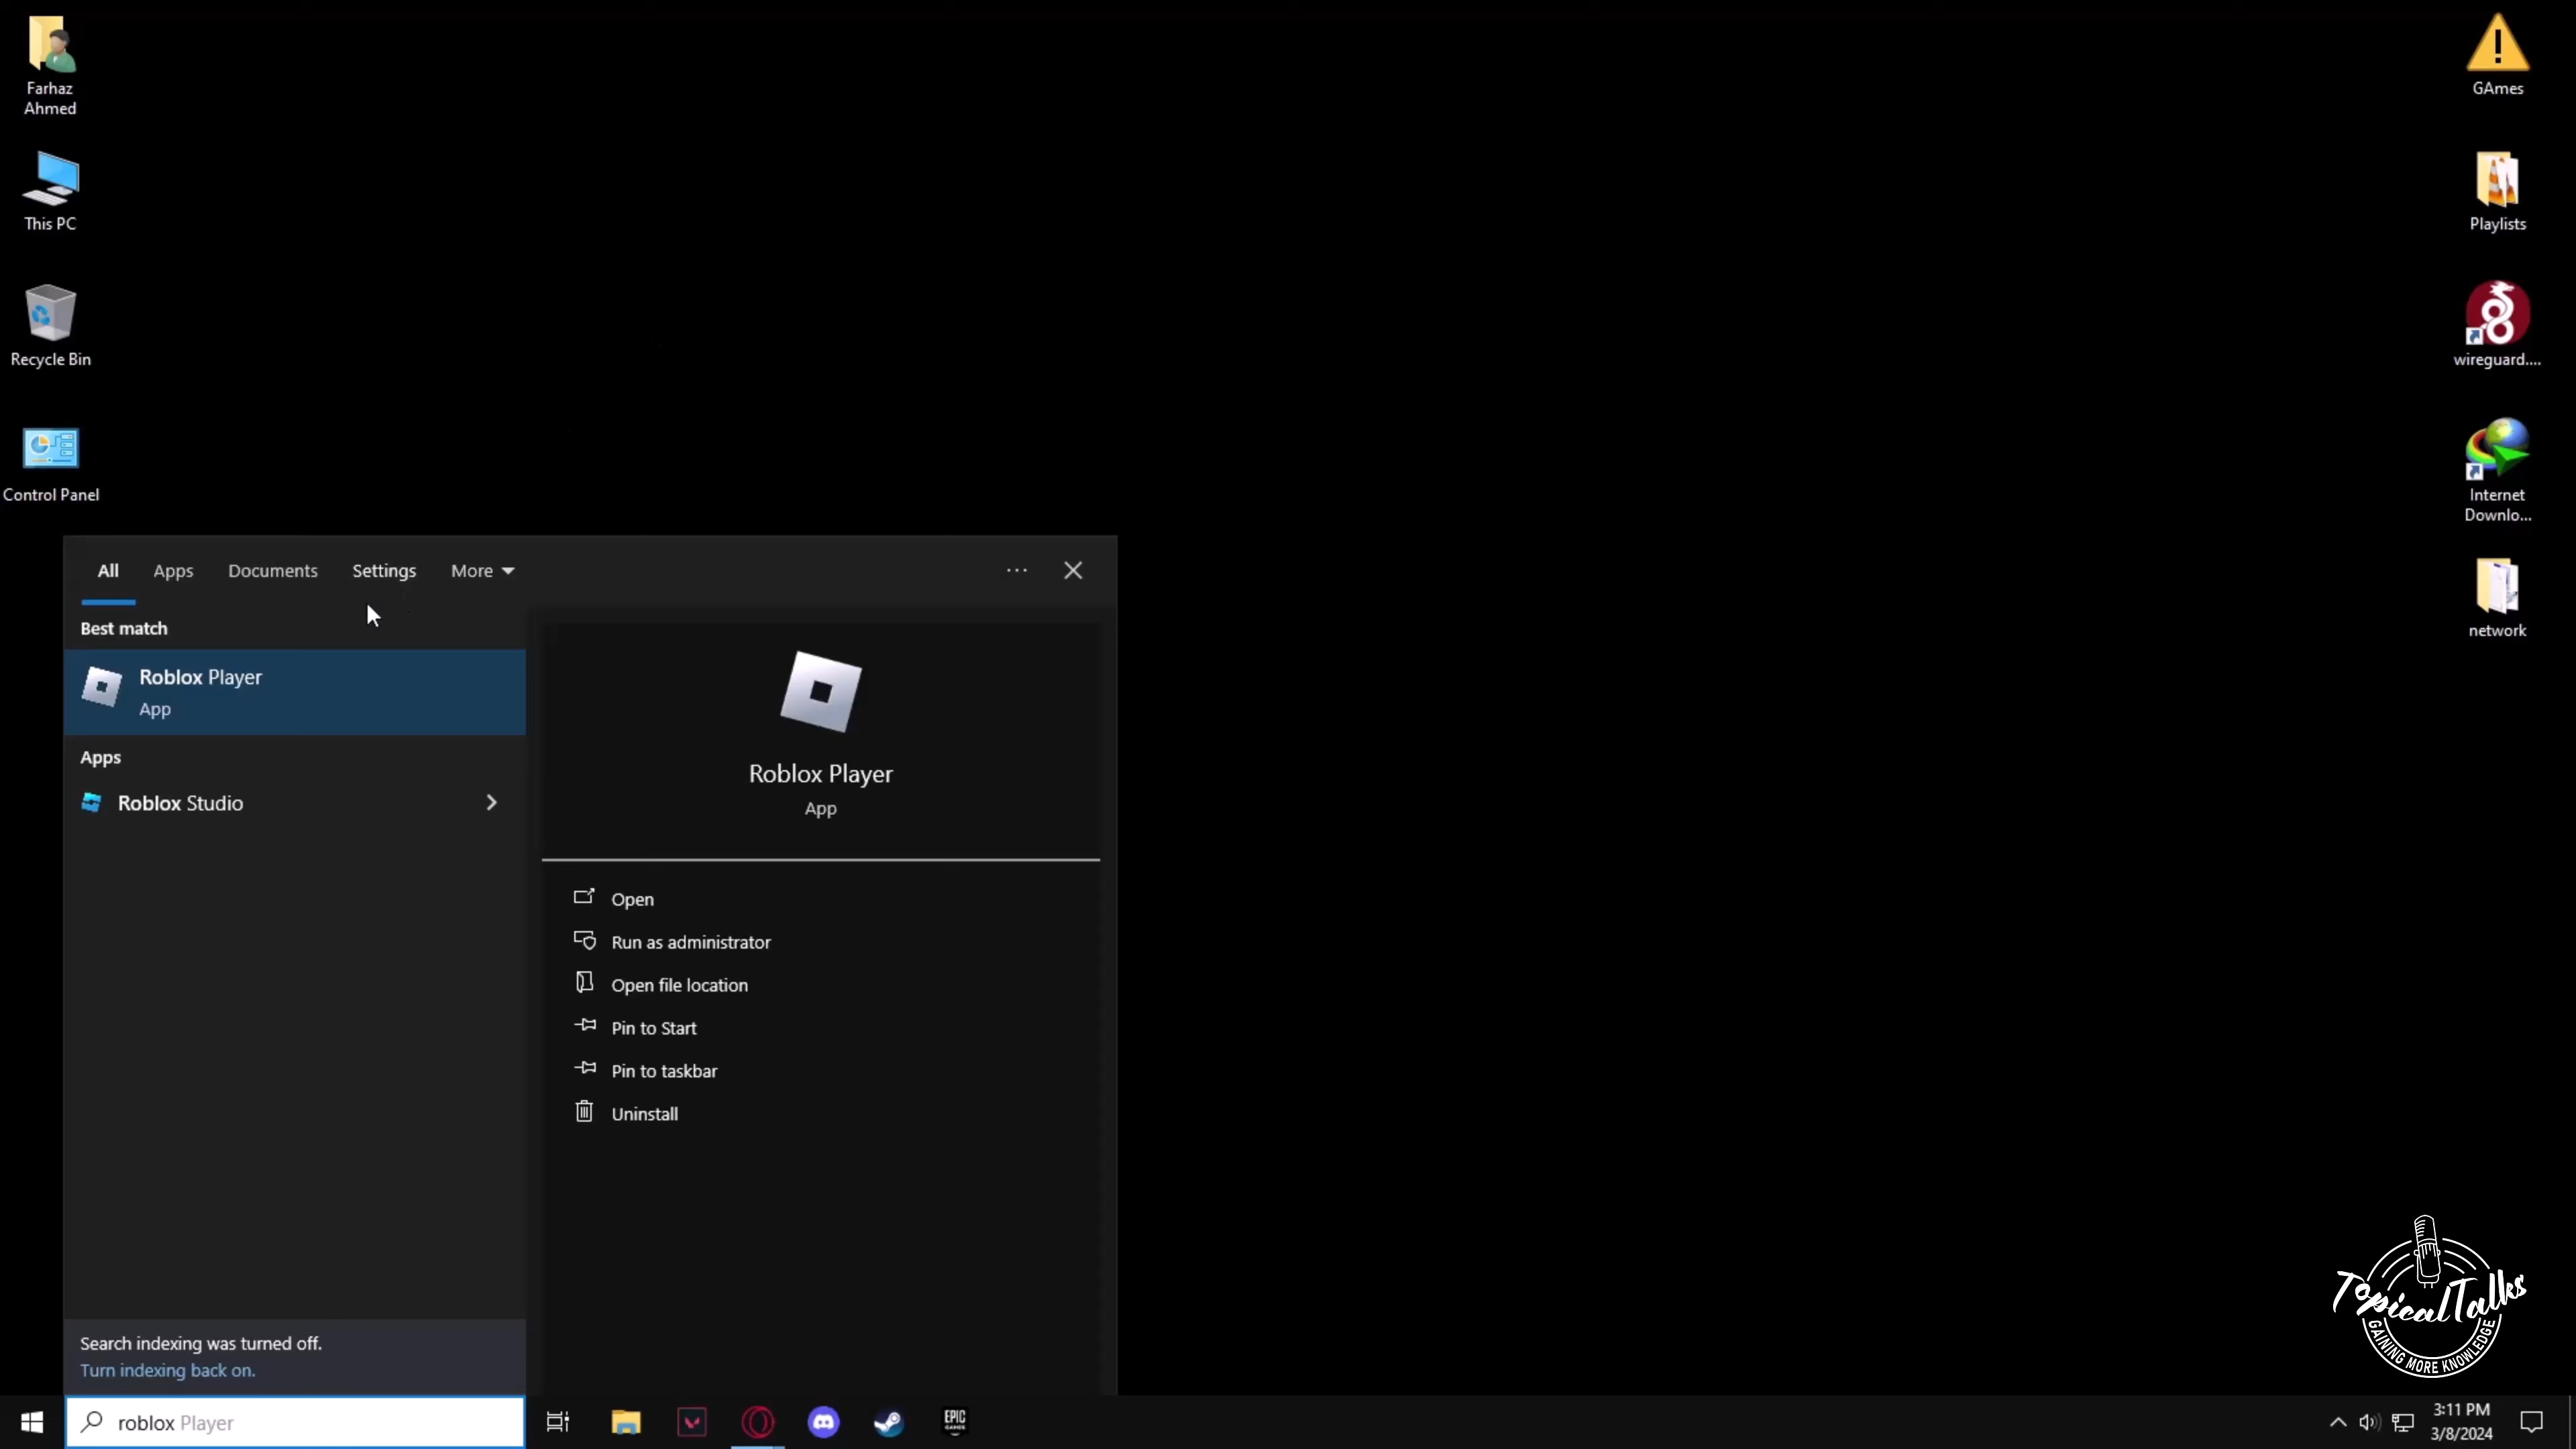 Farhaz
Ahmed
This PC
Recycle Bin
Control Panel
GAmes
Playlists
wireguard....
Internet
Downlo...
network
All
Apps
Documents
Settings
More
Best match
Roblox Player
App
Apps
Roblox Studio
Roblox Player
App
Open
Run as administrator
Open file location
Pin to Start
Pin to taskbar
Uninstall
Search indexing was turned off.
Turn indexing back on.
roblox Player
EPIC
GAMES
3:11 PM
3/8/2024
TopicalTalks
GAINING MORE KNOWLEDGE